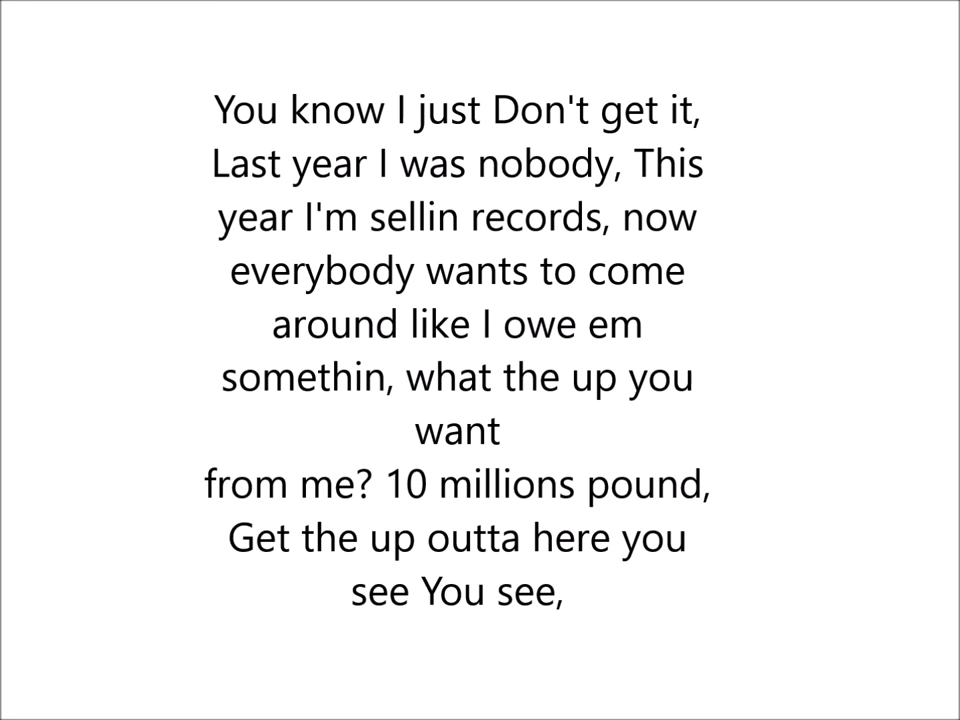 You know I just Don't get it,
Last year I was nobody, This
year I'm sellin records, now
everybody wants to come
around like I owe em
somethin, what the up you
want
from me? 10 millions pound,
Get the up outta here you
see You see,